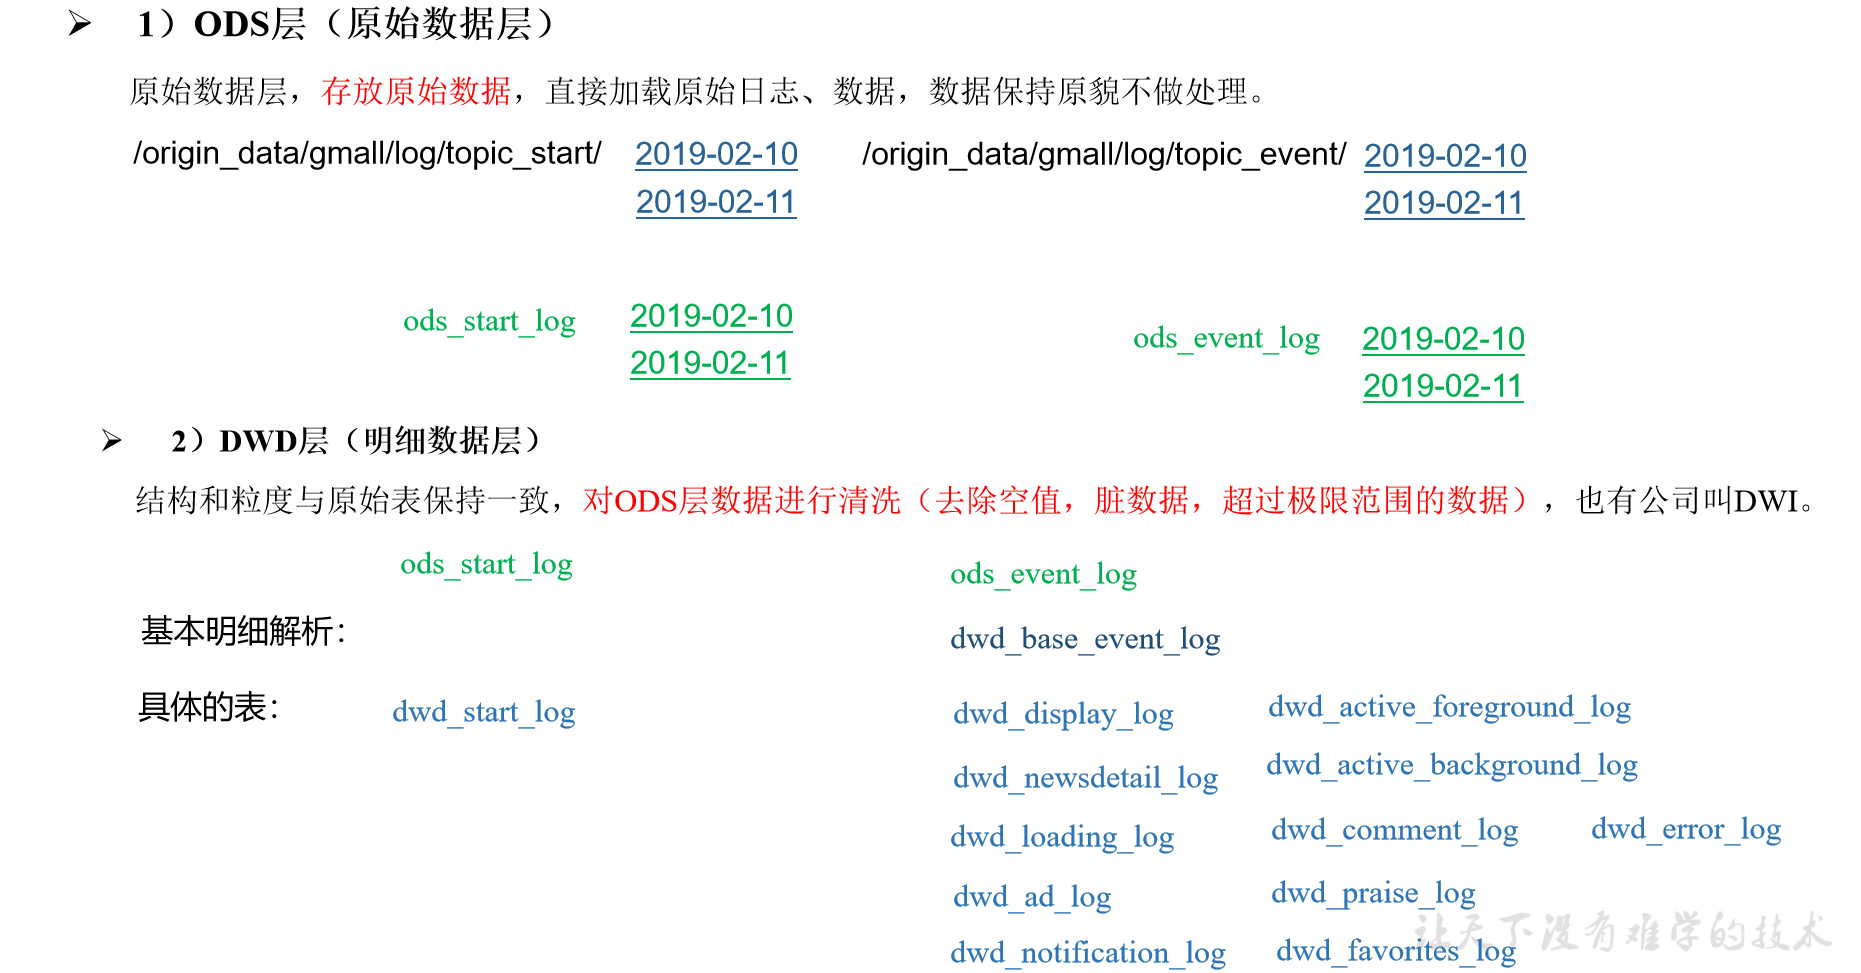 ➢ 1）ODS层（原始数据层）
原始数据层，存放原始数据，直接加载原始日志、数据，数据保持原貌不做处理。
/origin_data/gmall/log/topic_start/ 2019-02-10 /origin_data/gmall/log/topic_event/ 2019-02-10
2019-02-11 2019-02-11
ods_start_log 2019-02-10 ods_event_log 2019-02-10
2019-02-11 2019-02-11
➢ 2）DWD层（明细数据层）
结构和粒度与原始表保持一致，对ODS层数据进行清洗（去除空值，脏数据，超过极限范围的数据），也有公司叫DWI。
ods_start_log ods_event_log
基本明细解析： dwd_base_event_log
具体的表： dwd_start_log dwd_display_log dwd_active_foreground_log
dwd_newsdetail_log dwd_active_background_log
dwd_loading_log dwd_comment_log dwd_error_log
dwd_ad_log dwd_praise_log
让天下没有难学的技术
dwd_notification_log dwd_favorites_log